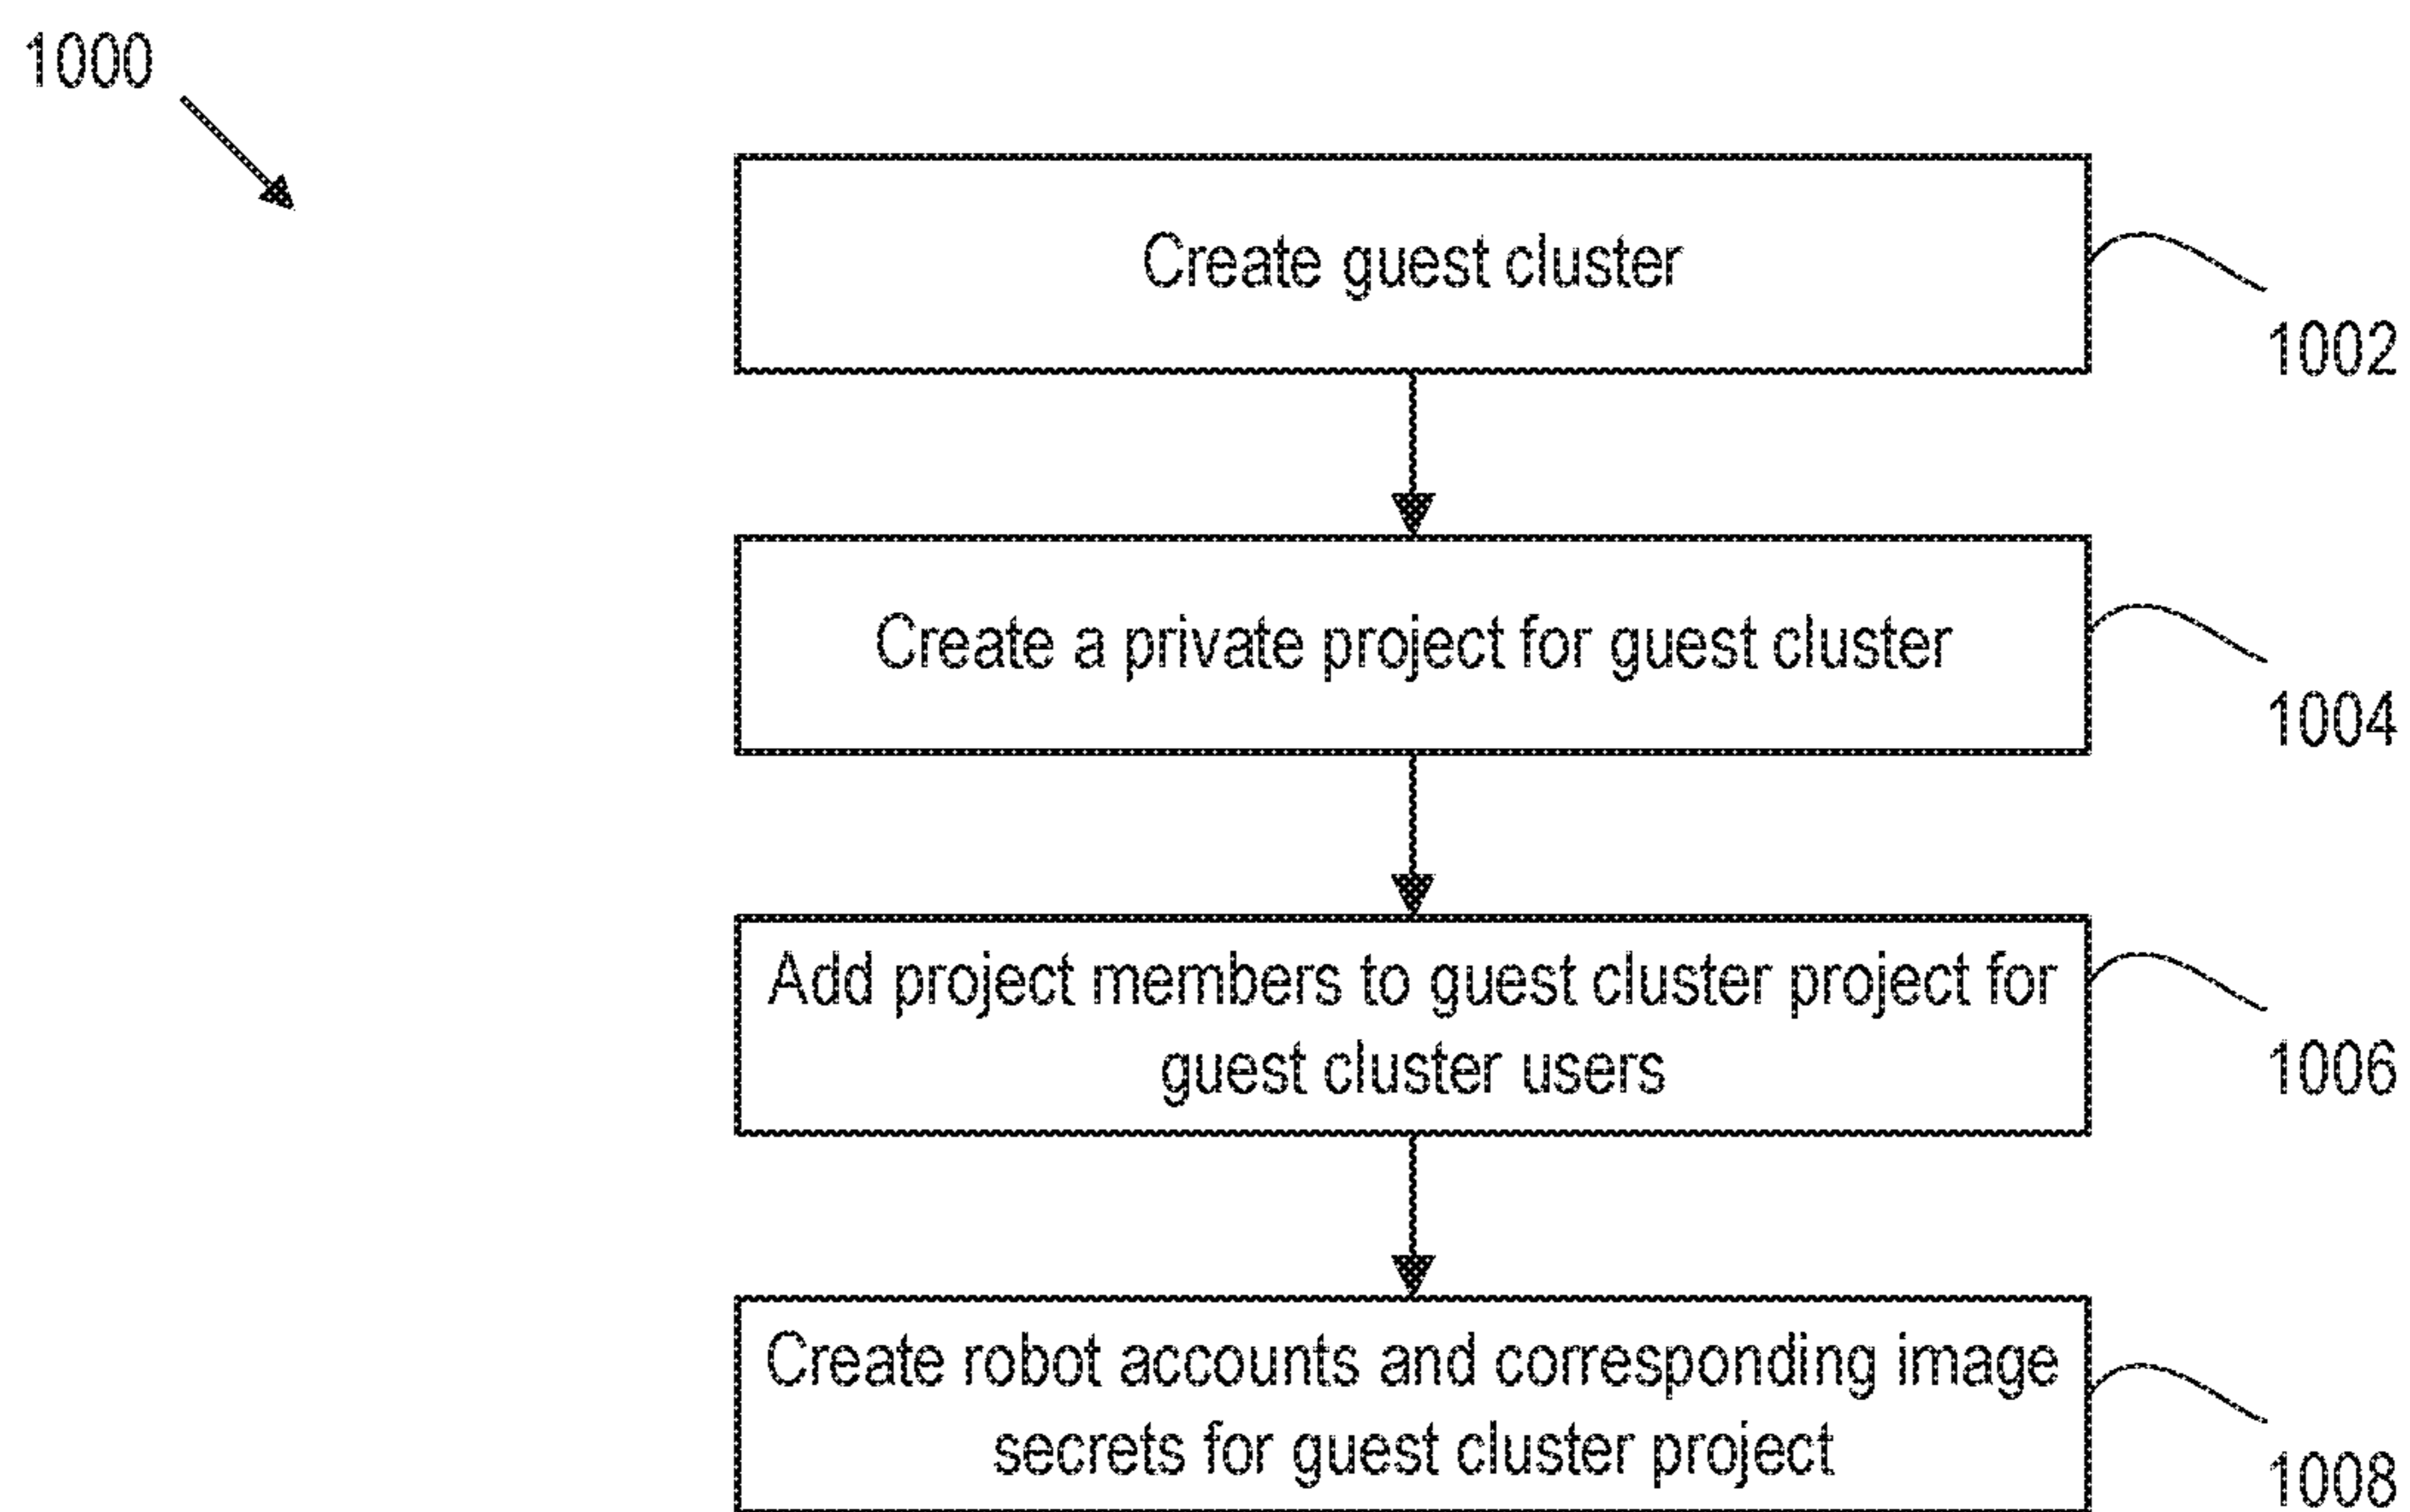 1000
Create guest cluster
1002
Create a private project for guest cluster
1004
Add project members to guest cluster project for
guest cluster users
1006
Create robot accounts and corresponding image
secrets for guest cluster project
1008